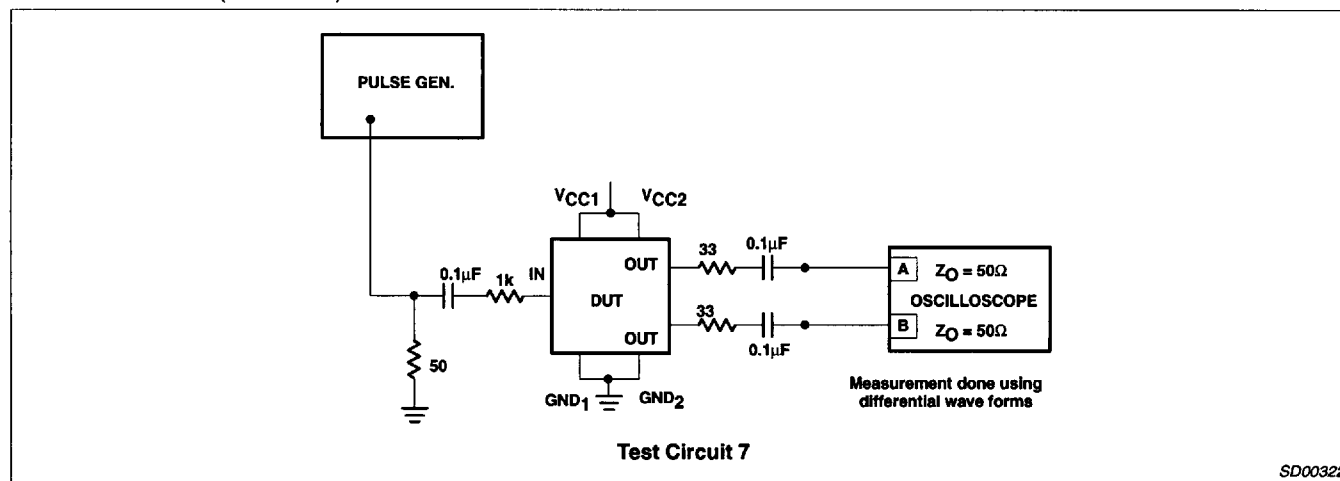 PULSE GEN.
VCC1 VCC2
0.1µF
1k
IN
OUT
DUT
OUT
33
0.1µF
33
0.1µF
A ZO = 50Ω
OSCILLOSCOPE
B ZO = 50Ω
50
GND1 GND2
Measurement done using
differential wave forms
Test Circuit 7
SD00322